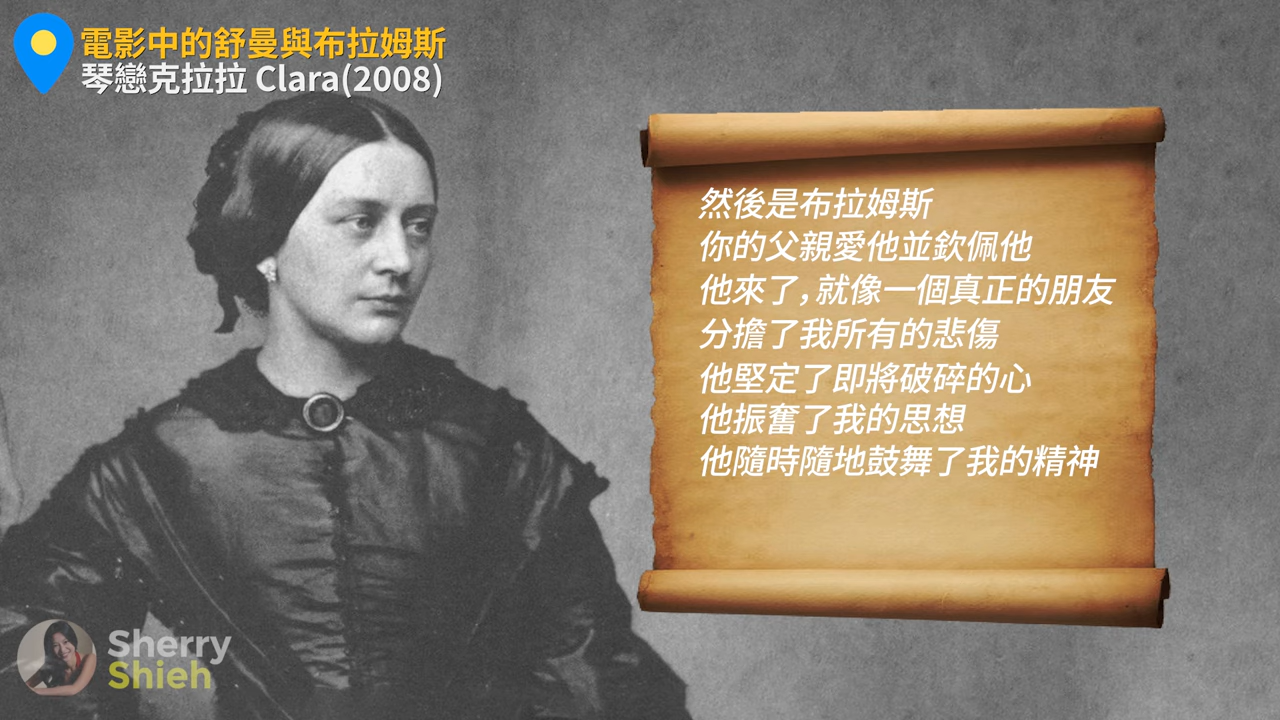 電影中的舒曼與布拉姆斯
琴戀克拉拉 Clara(2008)
然後是布拉姆斯
你的父親愛他並欽佩他
他來了，就像一個真正的朋友
分擔了我所有的悲傷
他堅定了即將破碎的心
他振奮了我的思想
他隨時隨地鼓舞了我的精神
Sherry
Shieh